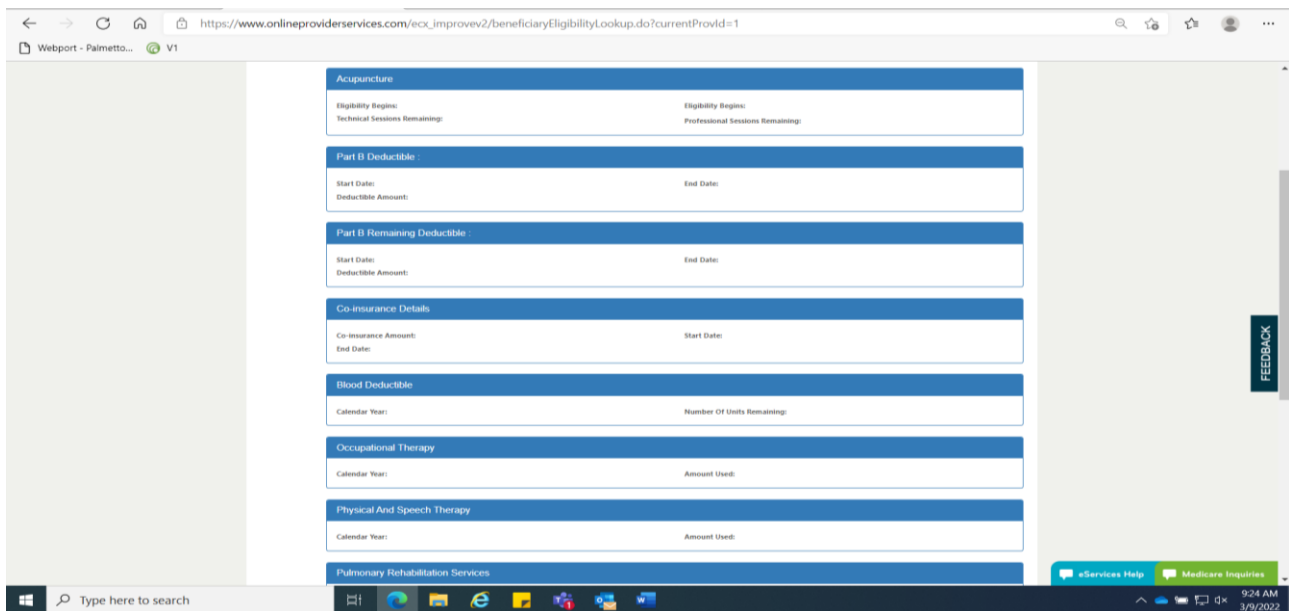 https://www.onlineproviderservices.com/ecx_improvev2/beneficiaryEligibilityLookup.do?currentProvId=1
Webport - Palmetto... V1
Acupuncture
Eligibility Begins: Eligibility Begins:
Technical Sessions Remaining: Professional Sessions Remaining:
Part B Deductible :
Start Date: End Date:
Deductible Amount:
Part B Remaining Deductible :
Start Date: End Date:
Deductible Amount:
Co-insurance Details
Co-insurance Amount: Start Date:
End Date:
FEEDBACK
Blood Deductible
Calendar Year: Number Of Units Remaining:
Occupational Therapy
Calendar Year: Amount Used:
Physical And Speech Therapy
Calendar Year: Amount Used:
Pulmonary Rehabilitation Services
eServices Help Medicare Inquiries
Type here to search
9:24 AM
3/9/2022